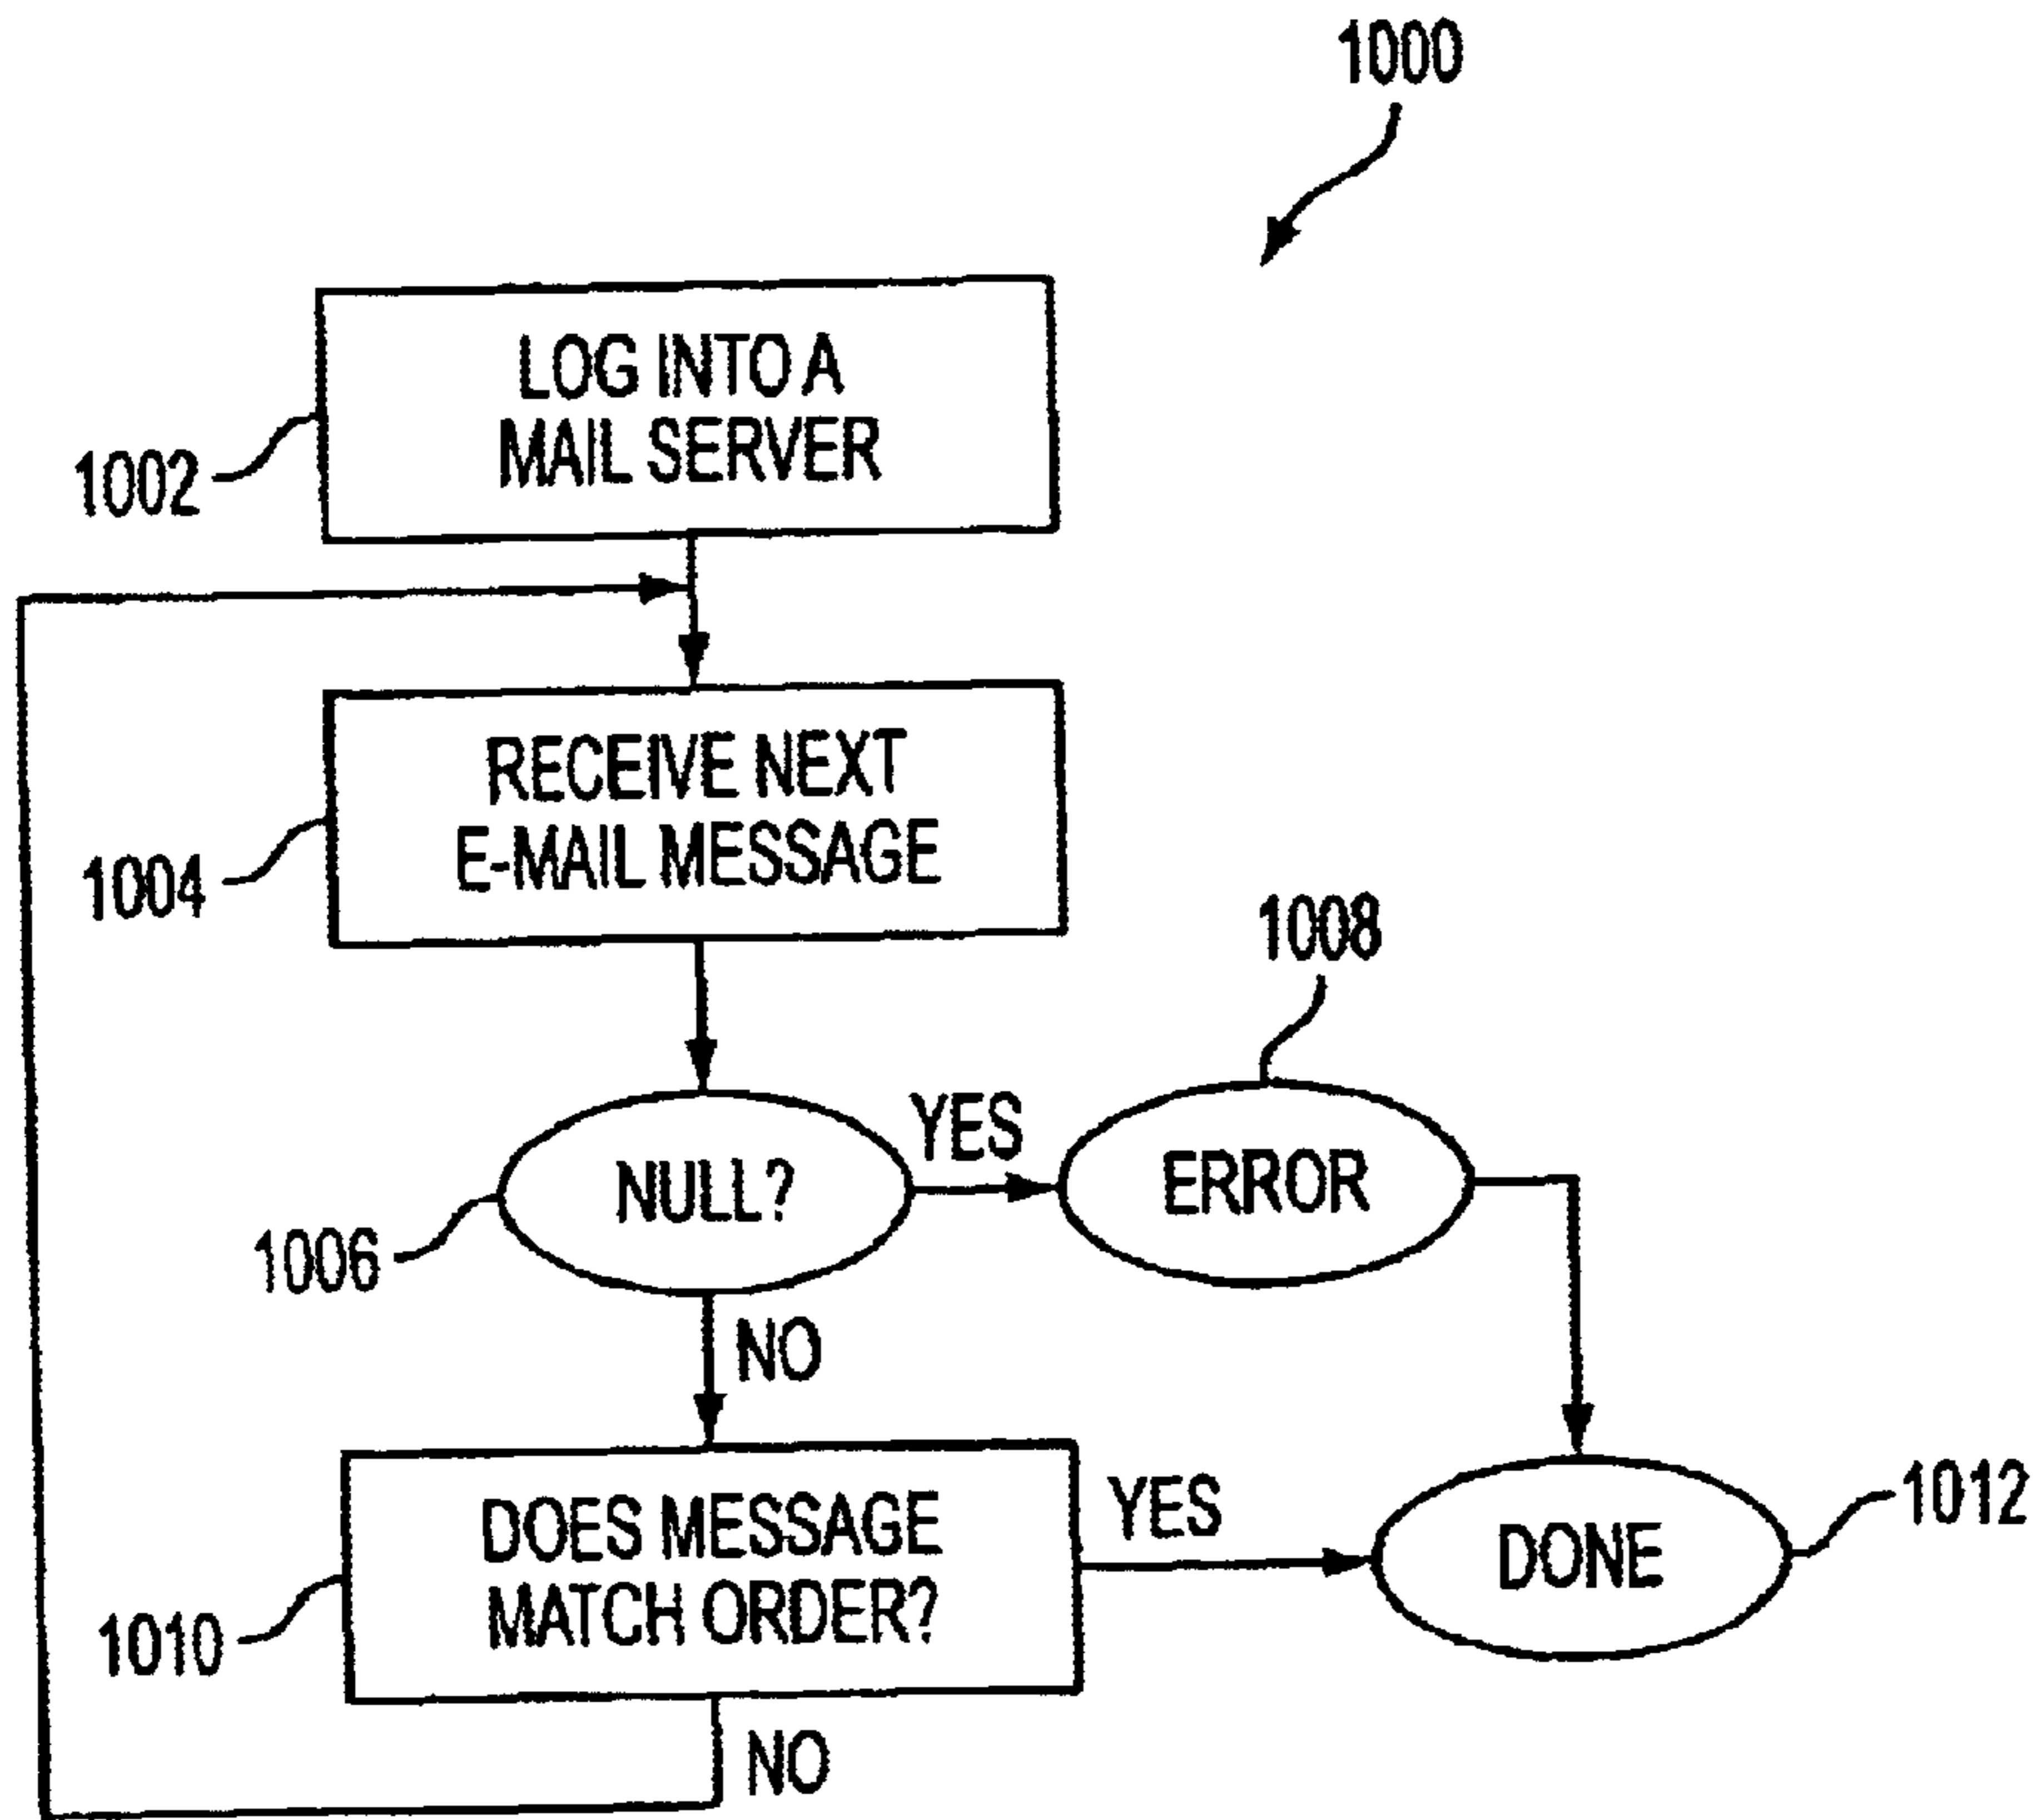 1000
LOG INTO A
MAIL SERVER
1002
RECEIVE NEXT
E-MAIL MESSAGE
1004
1008
NULL?
YES
ERROR
1006
NO
DOES MESSAGE
MATCH ORDER?
YES
DONE
1012
1010
NO